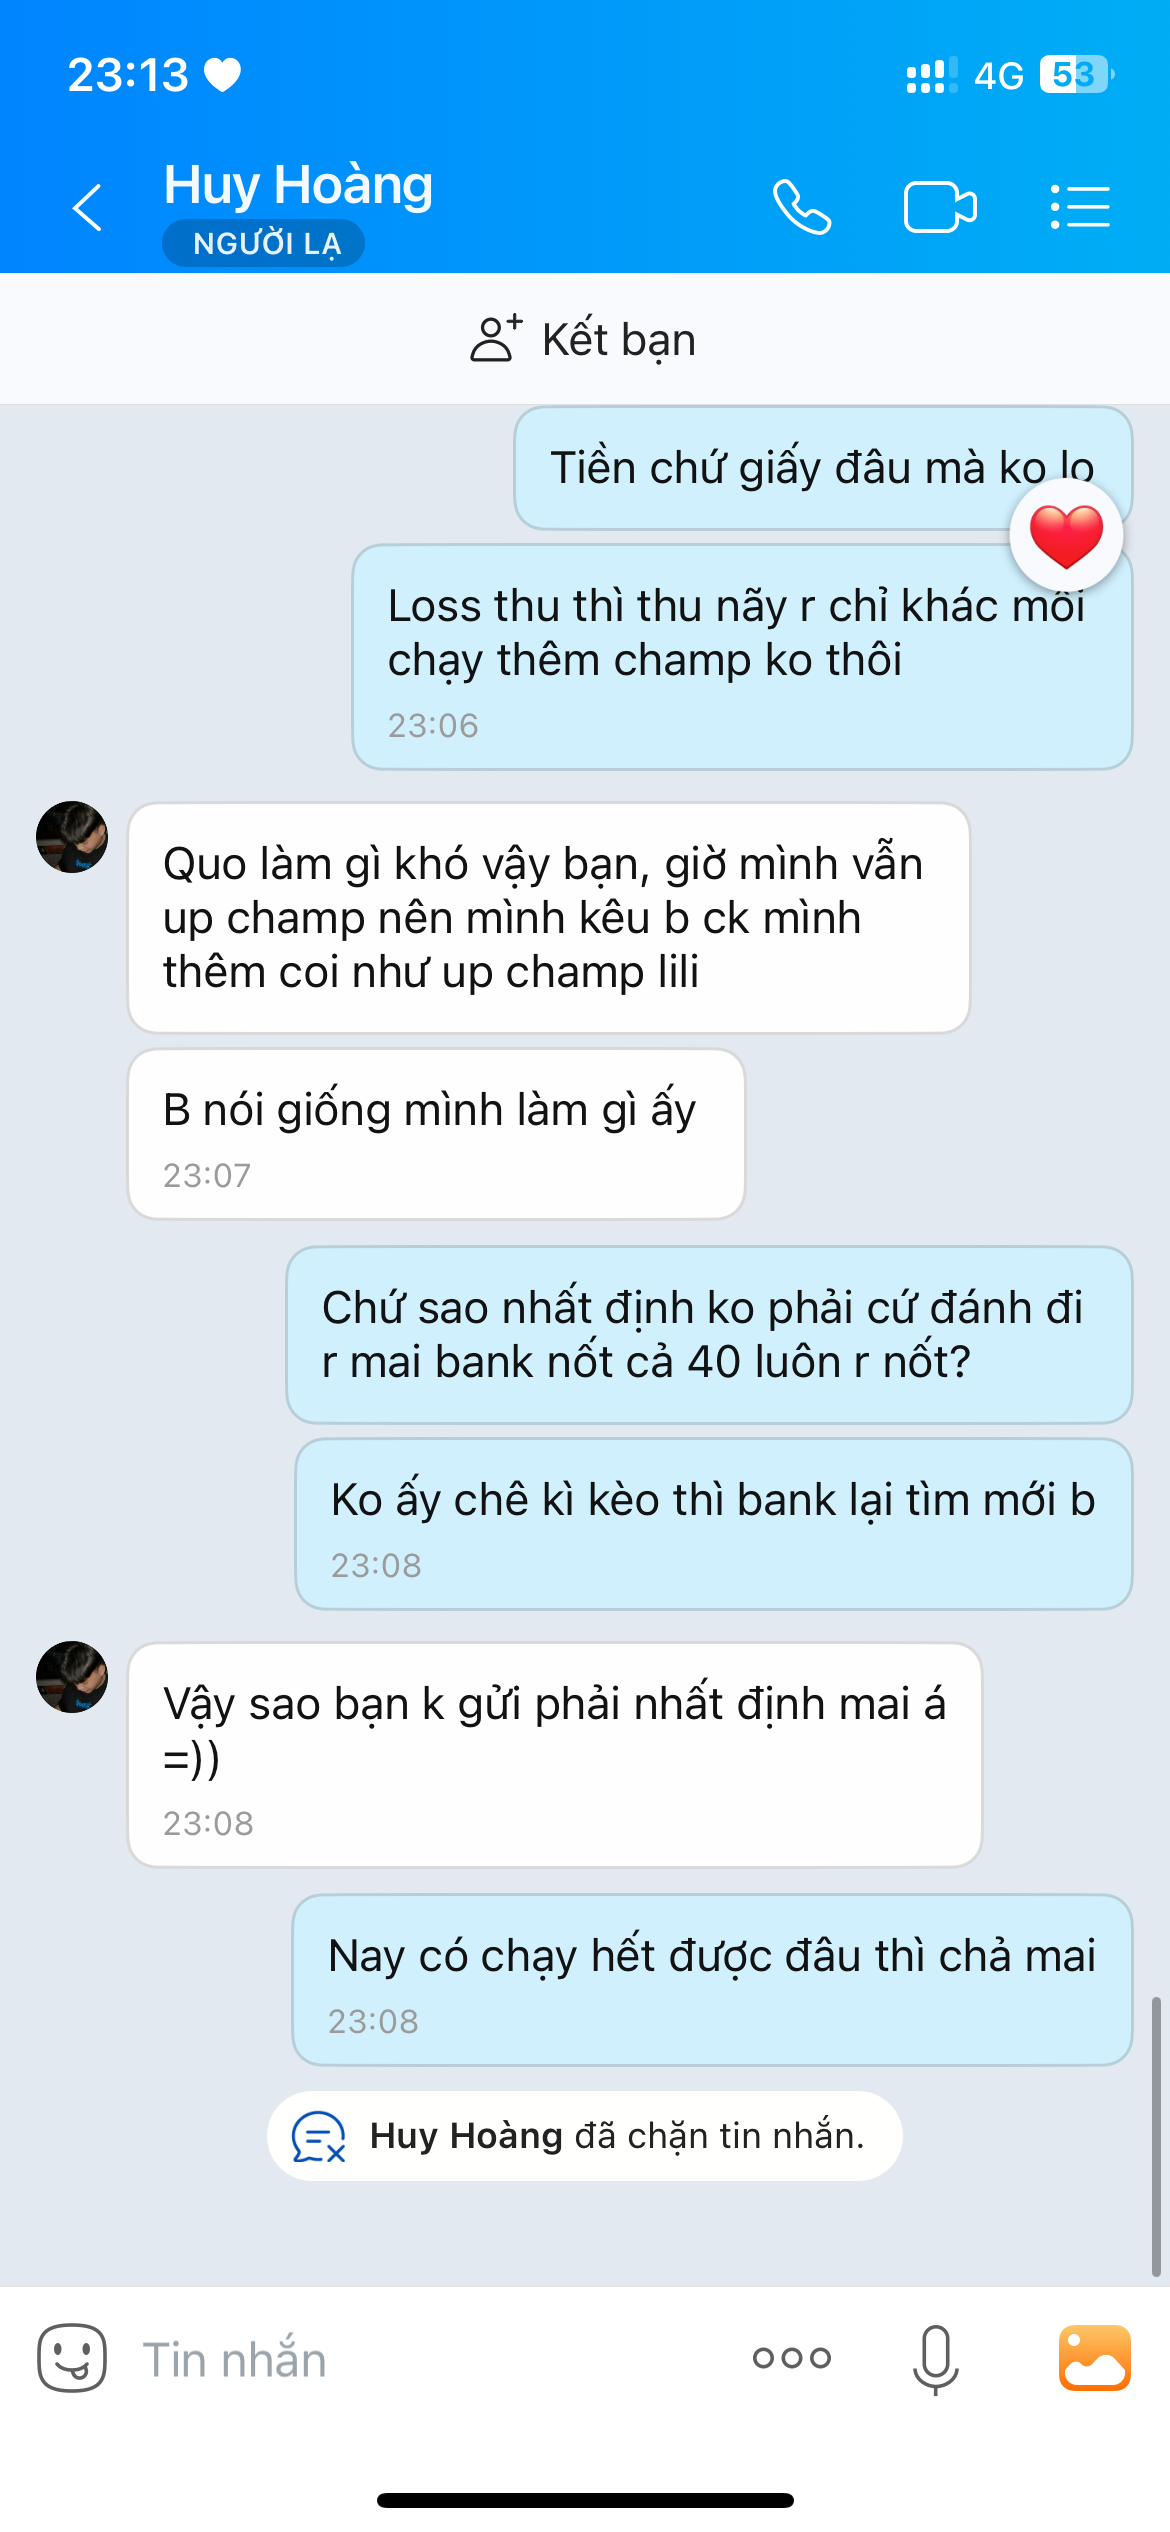 23:13
4G 53
Huy Hoàng
NGƯỜI LẠ
Kết bạn
Tiền chứ giấy đâu mà ko lo
Loss thu thì thu nãy r chỉ khác mỗi
chạy thêm champ ko thôi
23:06
Quo làm gì khó vậy bạn, giờ mình vẫn
up champ nên mình kêu b ck mình
thêm coi như up champ lili
B nói giống mình làm gì ấy
23:07
Chứ sao nhất định ko phải cứ đánh đi
r mai bank nốt cả 40 luôn r nốt?
Ko ấy chê kì kèo thì bank lại tìm mới b
23:08
Vậy sao bạn k gửi phải nhất định mai á
=))
23:08
Nay có chạy hết được đâu thì chả mai
23:08
Huy Hoàng đã chặn tin nhắn.
Tin nhắn